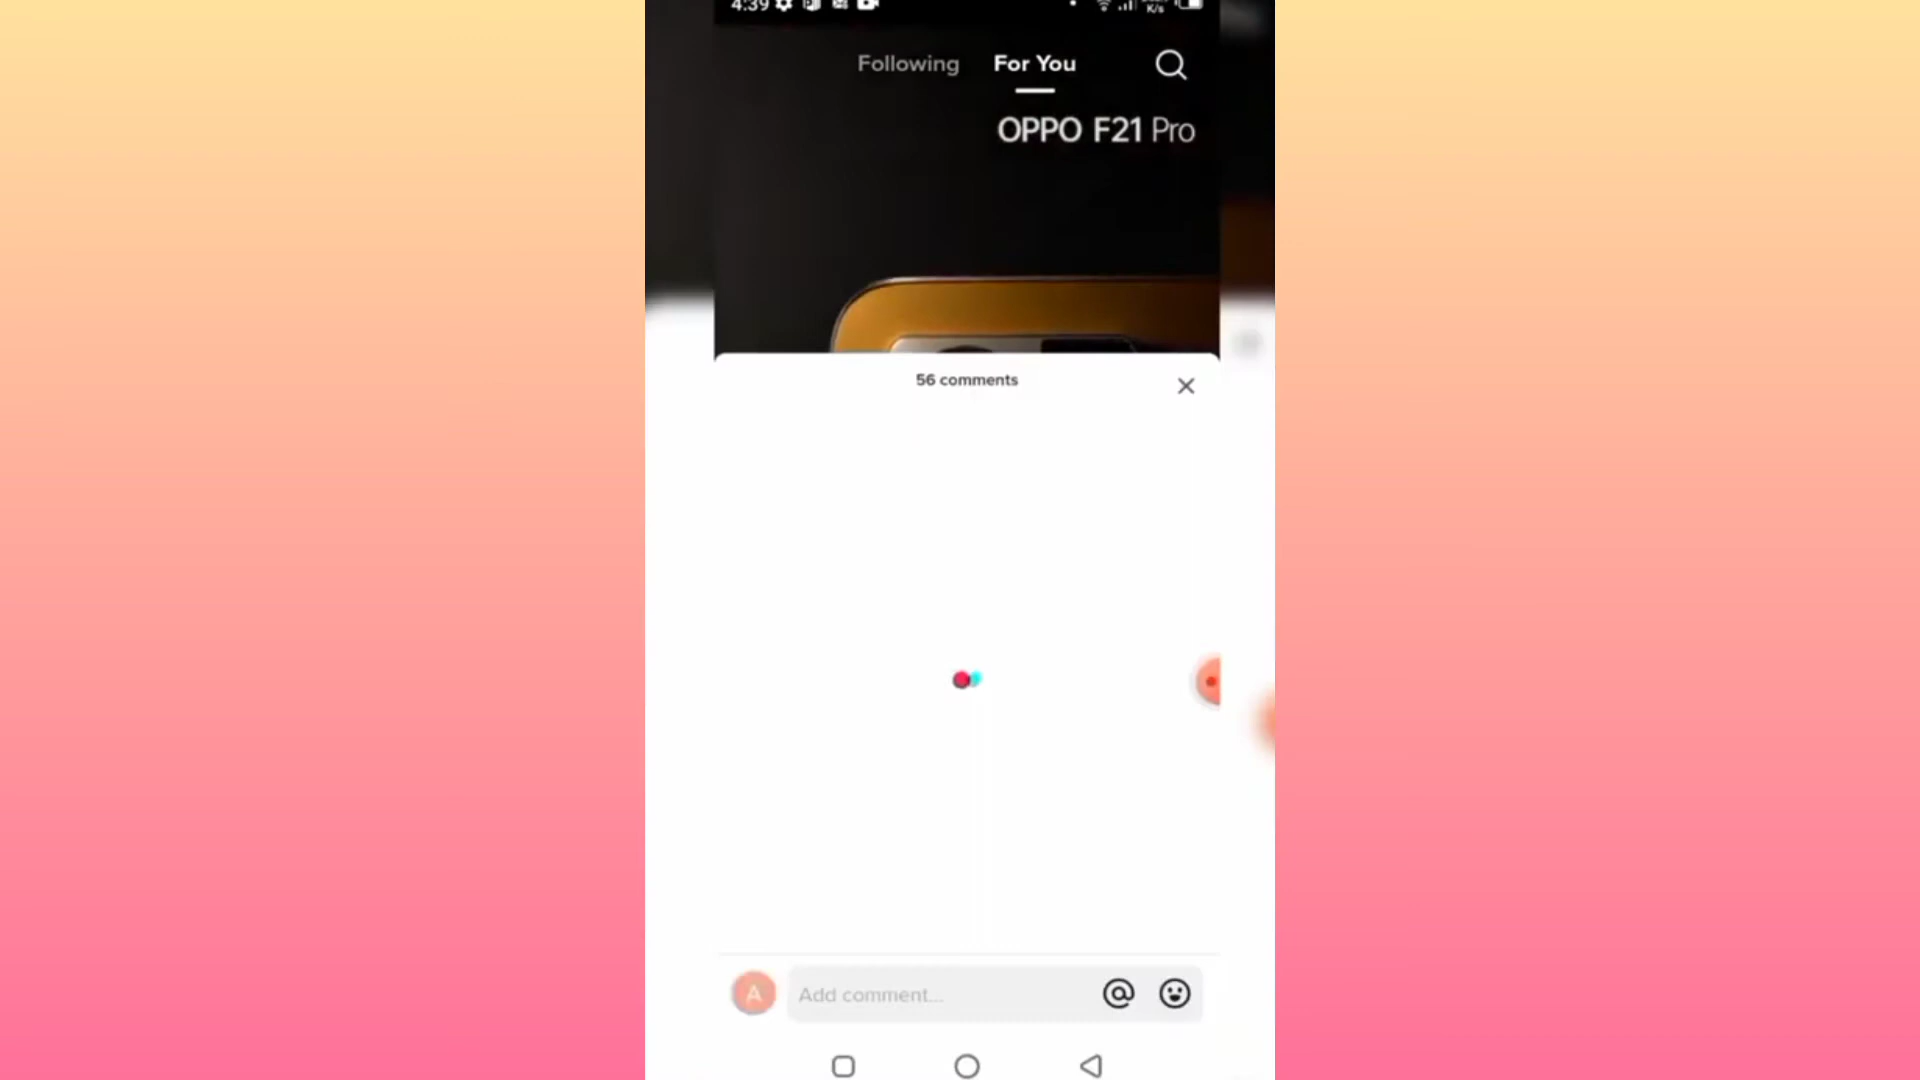 4:39
K/s
Following For You
OPPO F21 Pro
56 comments
A Add comment...